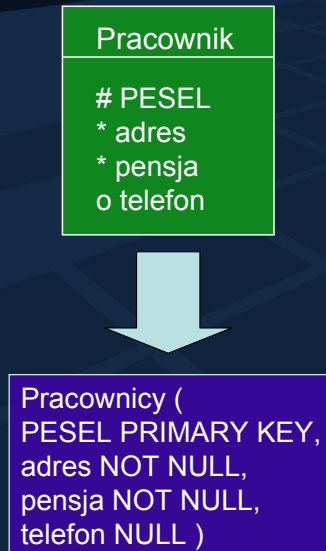 Pracownik
# PESEL
* adres
* pensja
o telefon
Pracownicy (
PESEL PRIMARY KEY,
adres NOT NULL,
pensja NOT NULL,
telefon NULL )